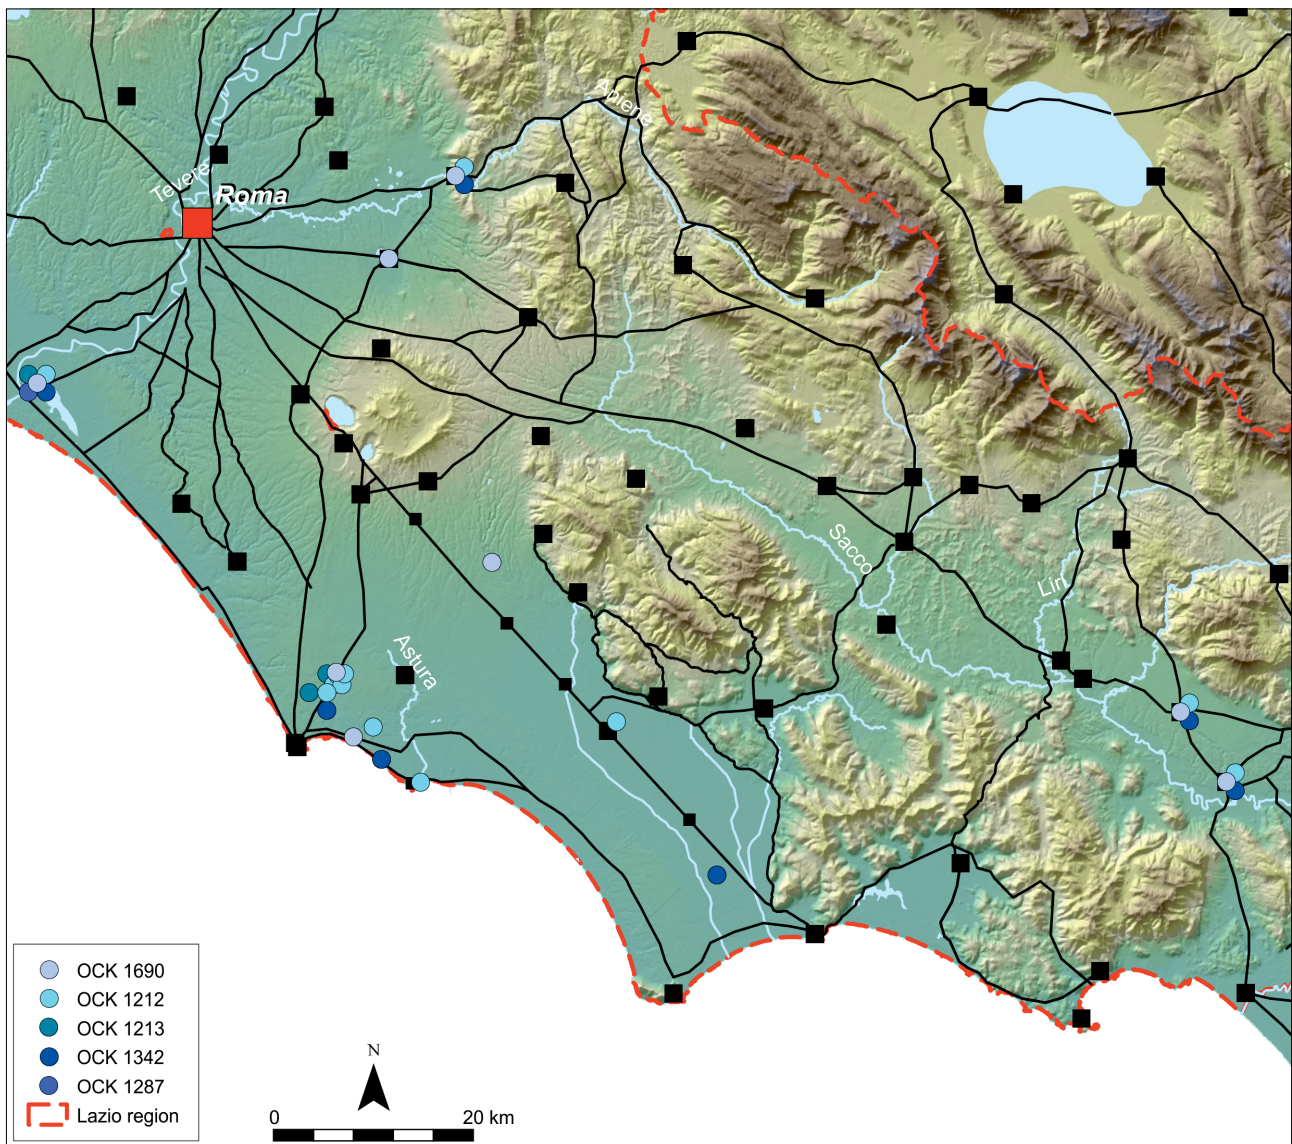 Aniene
Tevere
Roma
Sacco
Liri
Astura
OCK 1690
OCK 1212
OCK 1213
OCK 1342
OCK 1287
Lazio region
N
0 20 km